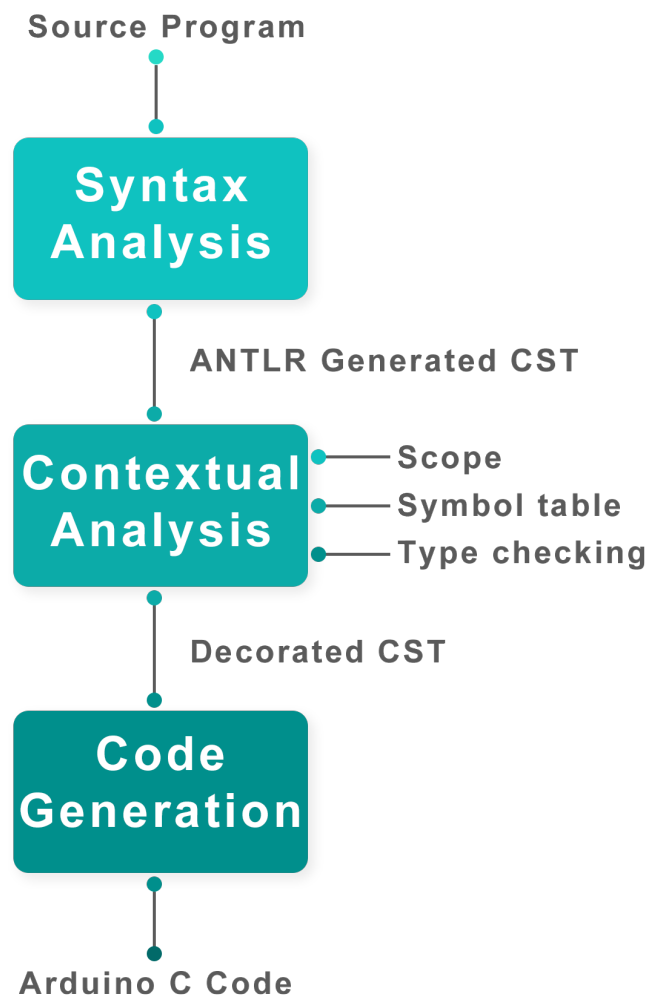 Source Program
Syntax
Analysis
ANTLR Generated CST
Contextual
Analysis
Scope
Symbol table
Type checking
Decorated CST
Code
Generation
Arduino C Code